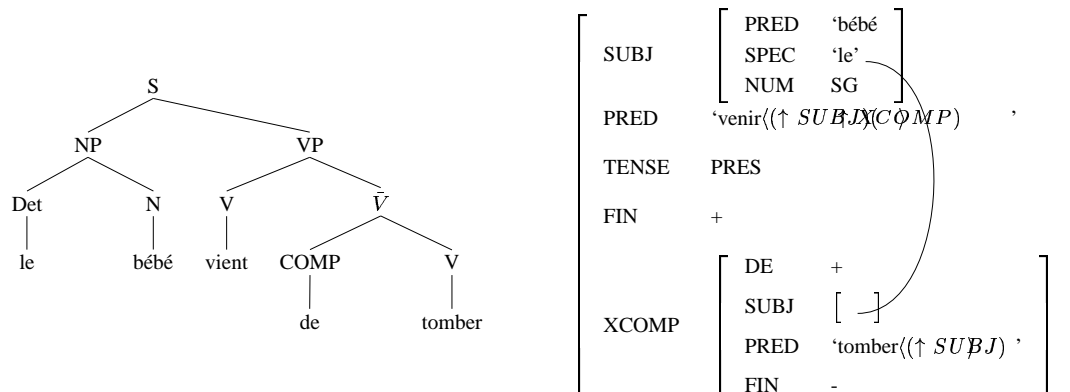 S
NP VP
Det N V V̄
le bébé vient COMP V
de tomber
SUBJ
PRED ‘bébé
SPEC ‘le’
NUM SG
PRED ‘venir⟨(↑ SUBJ)(↑ XCOMP)⟩ ’
TENSE PRES
FIN +
XCOMP
DE +
SUBJ [ ]
PRED ‘tomber⟨(↑ SUBJ)⟩ ’
FIN -